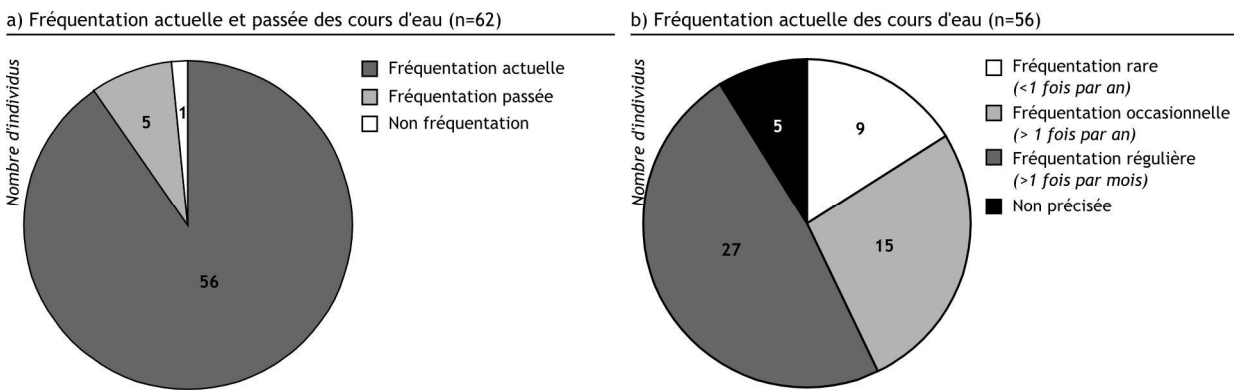 a) Fréquentation actuelle et passée des cours d'eau (n=62)
Nombre d'individus
56
5
1
Fréquentation actuelle
Fréquentation passée
Non fréquentation
b) Fréquentation actuelle des cours d'eau (n=56)
Nombre d'individus
5
9
27
15
Fréquentation rare
(<1 fois par an)
Fréquentation occasionnelle
(> 1 fois par an)
Fréquentation régulière
(>1 fois par mois)
Non précisée